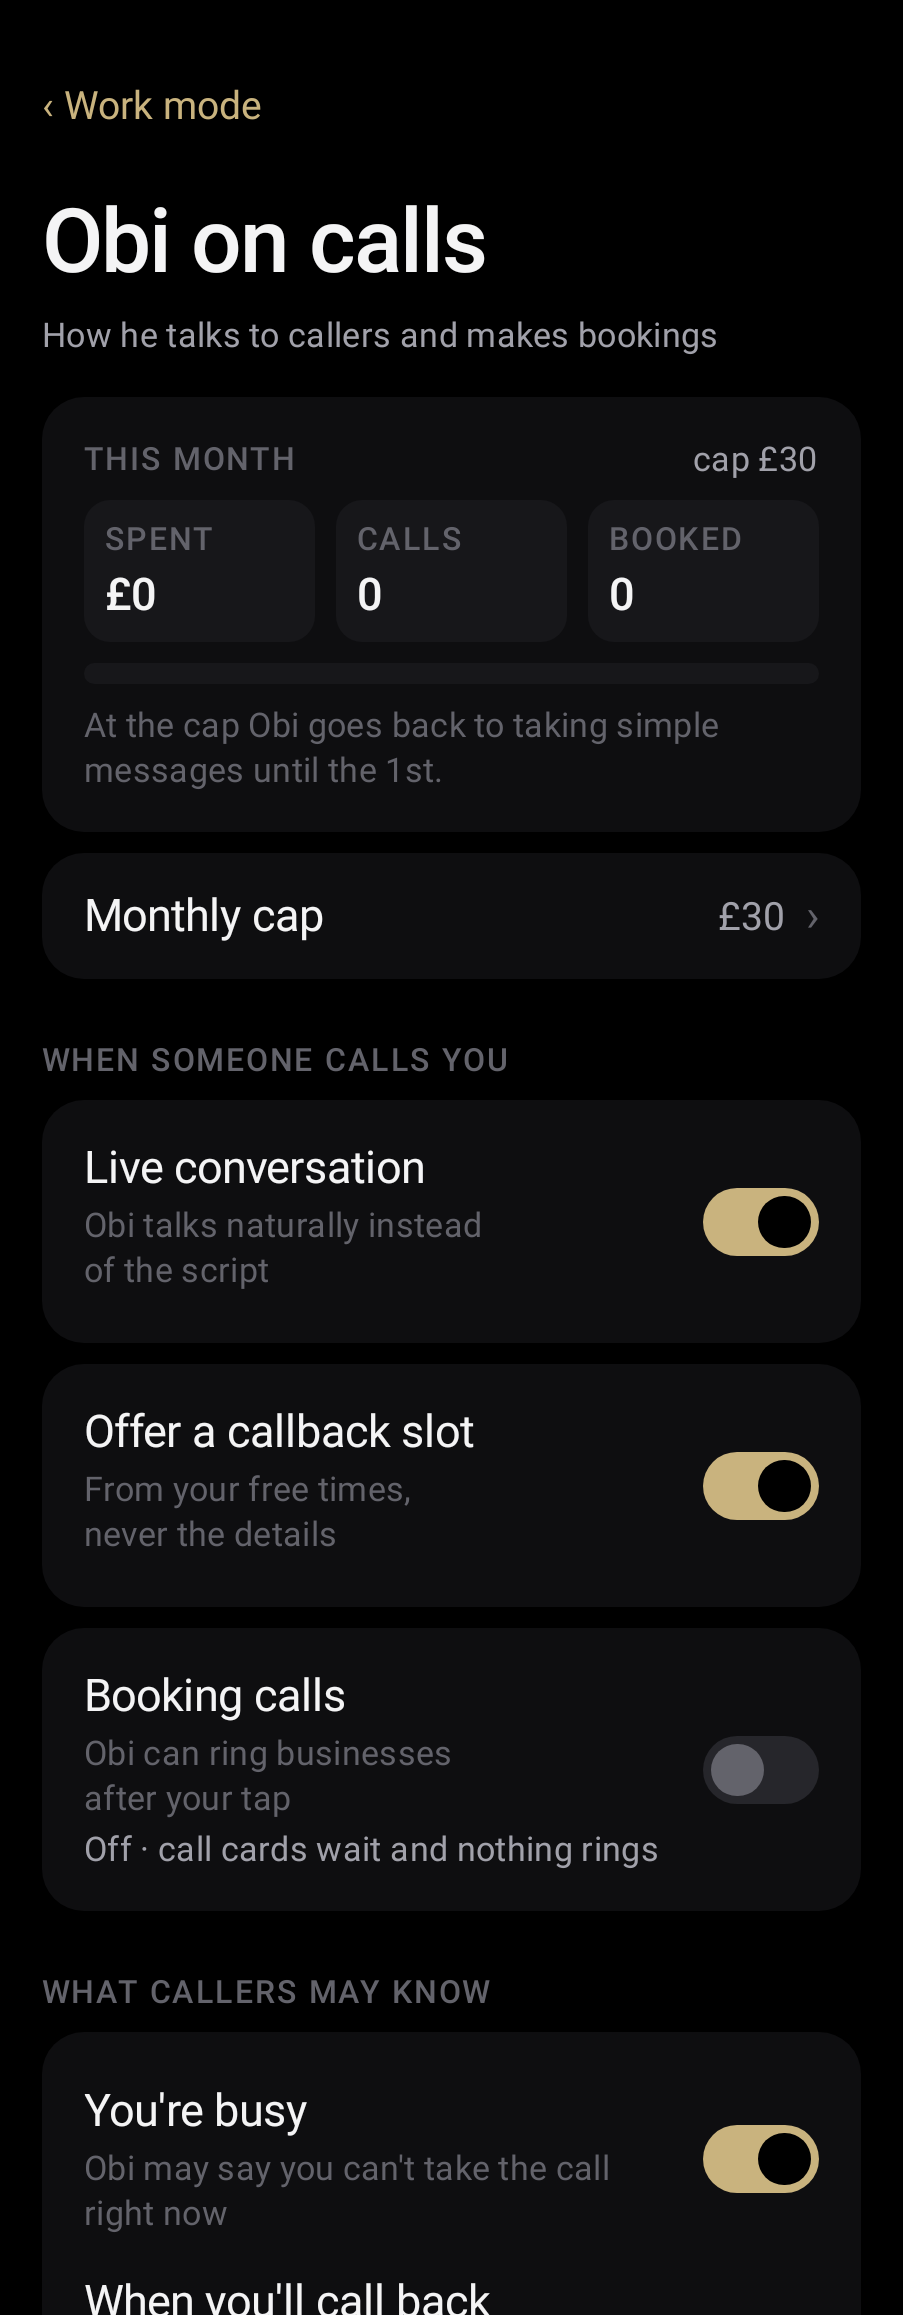 ‹ Work mode
Obi on calls
How he talks to callers and makes bookings
THIS MONTH cap £30
SPENT CALLS BOOKED
£0 0 0
At the cap Obi goes back to taking simple
messages until the 1st.
Monthly cap £30 ›
WHEN SOMEONE CALLS YOU
Live conversation
Obi talks naturally instead
of the script
Offer a callback slot
From your free times,
never the details
Booking calls
Obi can ring businesses
after your tap
Off · call cards wait and nothing rings
WHAT CALLERS MAY KNOW
You're busy
Obi may say you can't take the call
right now
When you'll call back